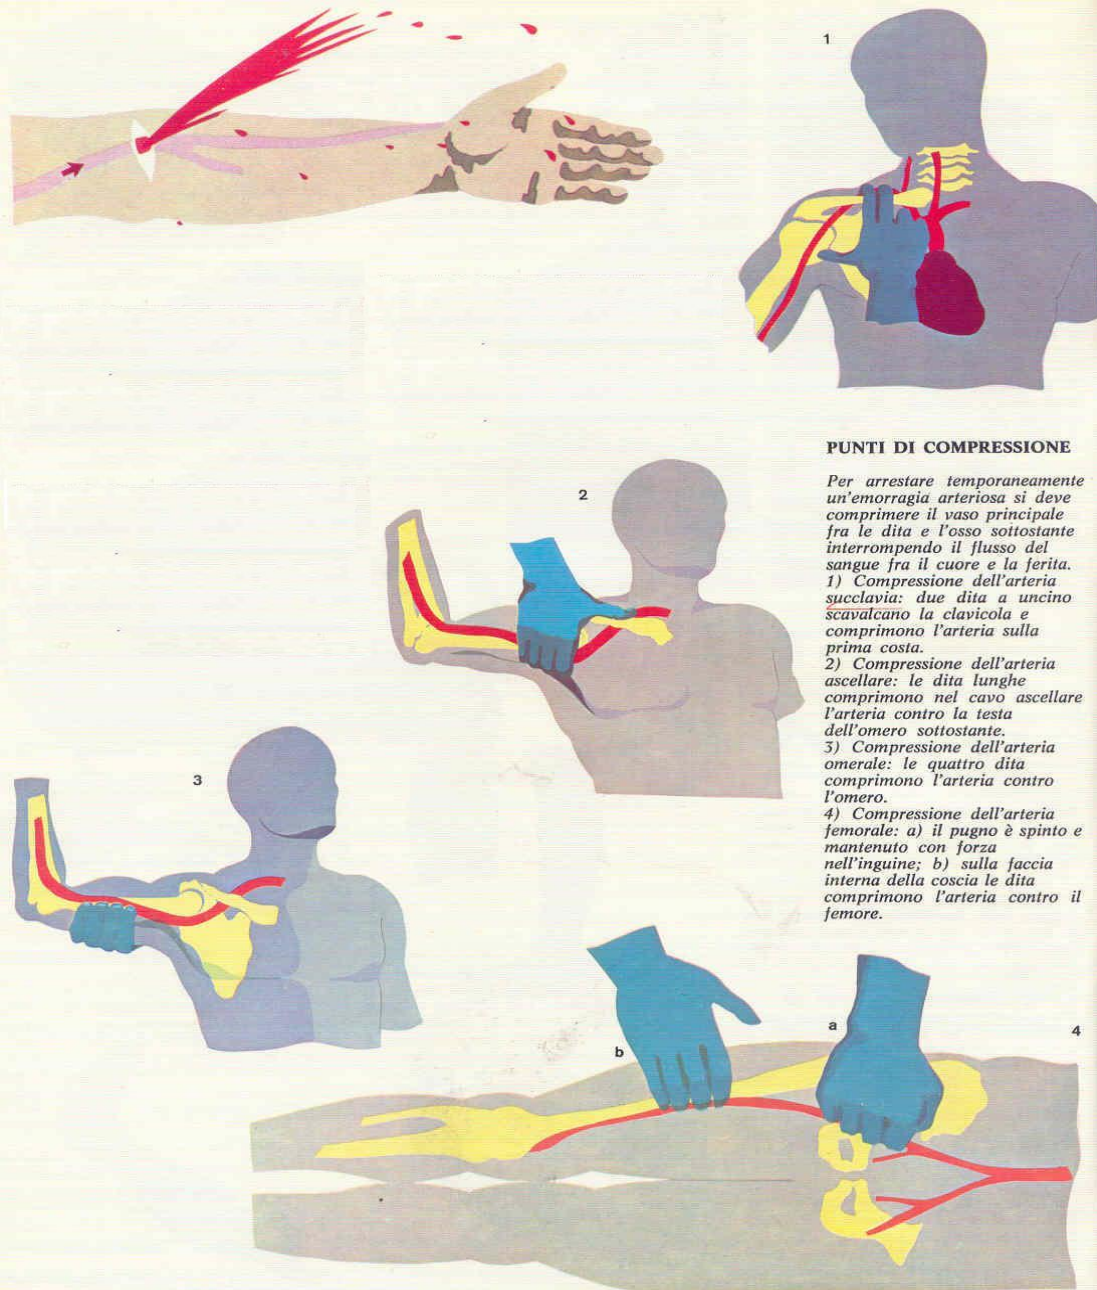 1
PUNTI DI COMPRESSIONE
Per arrestare temporaneamente
un'emorragia arteriosa si deve
comprimere il vaso principale
fra le dita e l'osso sottostante
interrompendo il flusso del
sangue fra il cuore e la ferita.
1) Compressione dell'arteria
succlavia: due dita a uncino
scavalcano la clavicola e
comprimono l'arteria sulla
prima costa.
2) Compressione dell'arteria
ascellare: le dita lunghe
comprimono nel cavo ascellare
l'arteria contro la testa
dell'omero sottostante.
3) Compressione dell'arteria
omerale: le quattro dita
comprimono l'arteria contro
l'omero.
4) Compressione dell'arteria
femorale: a) il pugno è spinto e
mantenuto con forza
nell'inguine; b) sulla faccia
interna della coscia le dita
comprimono l'arteria contro il
femore.
2
3
a
4
b